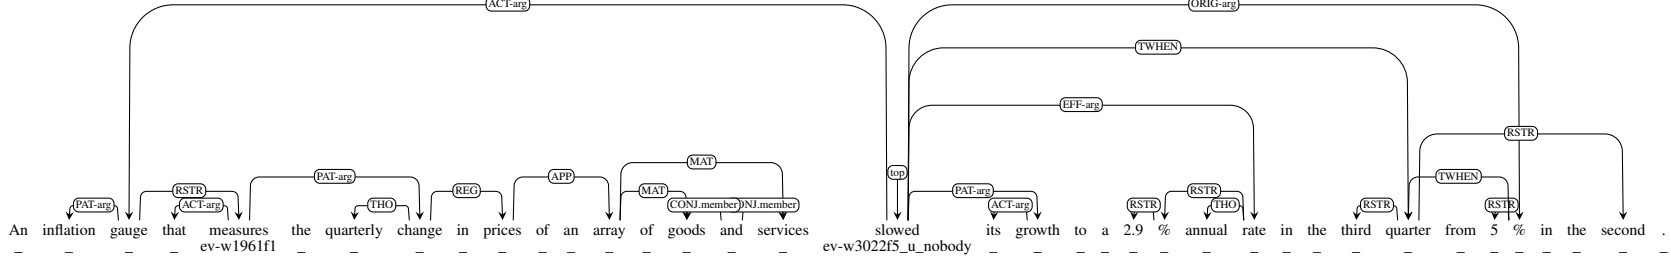 ACT-arg ORIG-arg
TWHEN
EFF-arg
RSTR
MAT
top
PAT-arg APP TWHEN
RSTR REG MAT PAT-arg RSTR
PAT-arg ACT-arg THO CONJ.member ONJ.member ACT-arg RSTR THO RSTR RSTR
An inflation gauge that measures the quarterly change in prices of an array of goods and services slowed its growth to a 2.9 % annual rate in the third quarter from 5 % in the second .
ev-w1961f1 ev-w3022f5_u_nobody
_ _ _ _ _ _ _ _ _ _ _ _ _ _ _ _ _ _ _ _ _ _ _ _ _ _ _ _ _ _ _ _ _ _ _